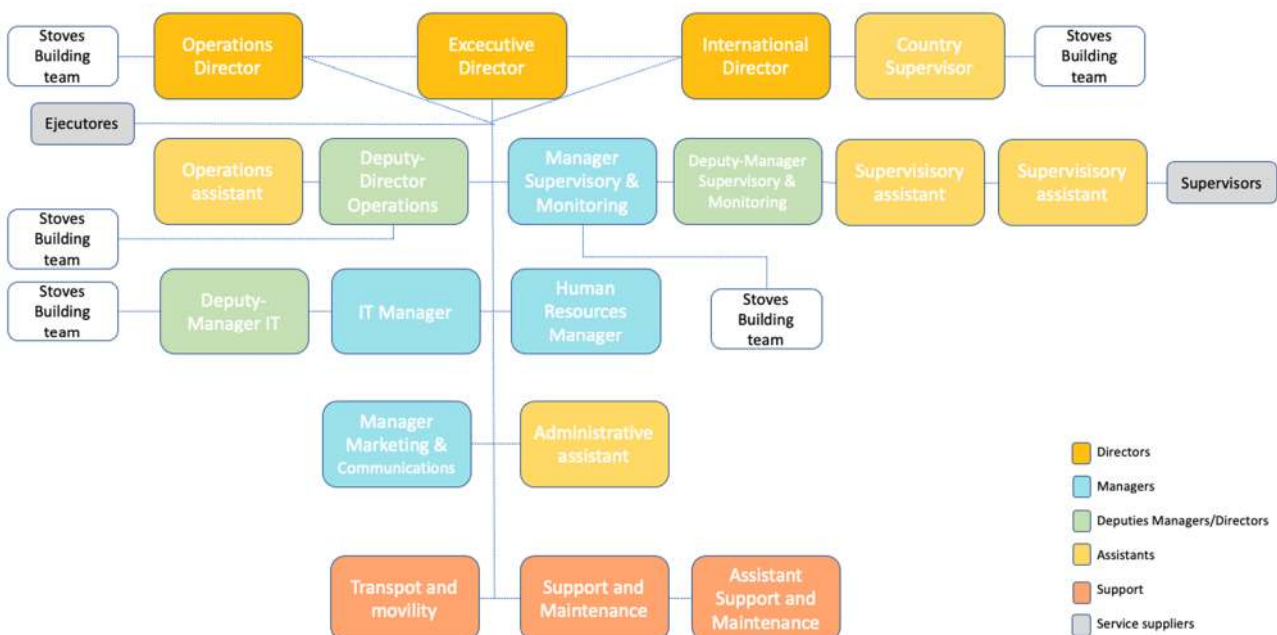 Stoves
Building
team
Operations
Director
Excecutive
Director
International
Director
Country
Supervisor
Stoves
Building
team
Ejecutores
Operations
assistant
Deputy-
Director
Operations
Manager
Supervisory &
Monitoring
Deputy-Manager
Supervisory &
Monitoring
Supervisisory
assistant
Supervisisory
assistant
Supervisors
Stoves
Building
team
Stoves
Building
team
Deputy-
Manager IT
IT Manager
Human
Resources
Manager
Stoves
Building
team
Manager
Marketing &
Communications
Administrative
assistant
Transpot and
movility
Support and
Maintenance
Assistant
Support and
Maintenance
Directors
Managers
Deputies Managers/Directors
Assistants
Support
Service suppliers